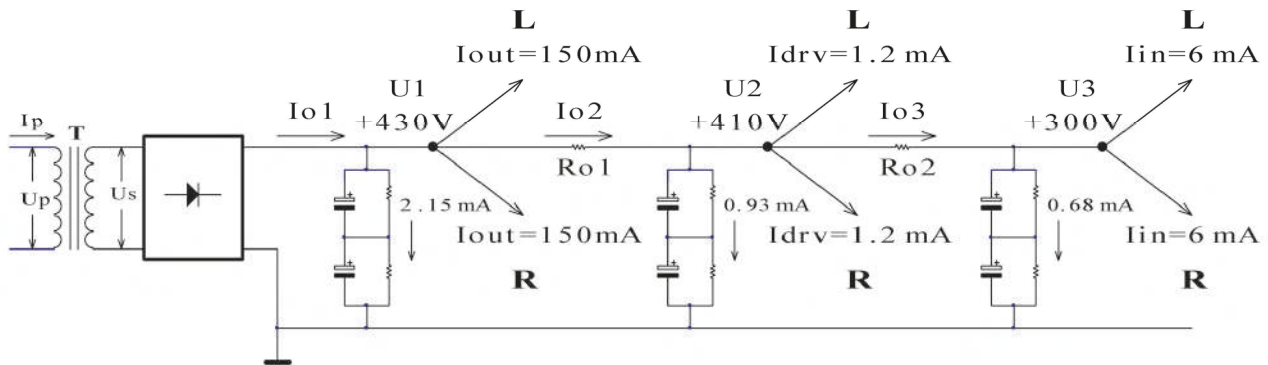 L
Iout=150mA
L
Idrv=1.2 mA
L
Iin=6 mA
Ip
T
Up
Us
Io1
U1
+430V
Io2
Ro1
U2
+410V
Io3
Ro2
U3
+300V
+
+
2.15 mA
+
+
0.93 mA
+
+
0.68 mA
Iout=150mA
R
Idrv=1.2 mA
R
Iin=6 mA
R